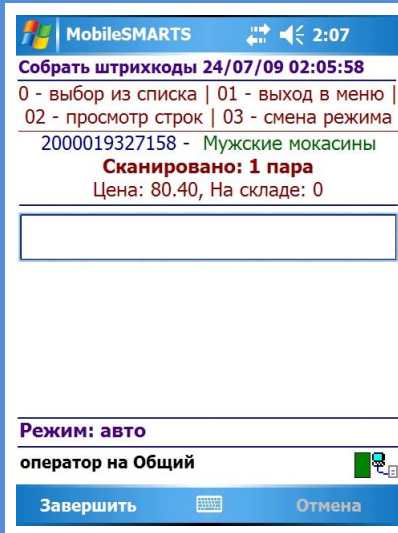 MobileSMARTS 2:07
Собрать штрихкоды 24/07/09 02:05:58
0 - выбор из списка | 01 - выход в меню |
02 - просмотр строк | 03 - смена режима
2000019327158 - Мужские мокасины
Сканировано: 1 пара
Цена: 80.40, На складе: 0
Режим: авто
оператор на Общий
Завершить Отмена